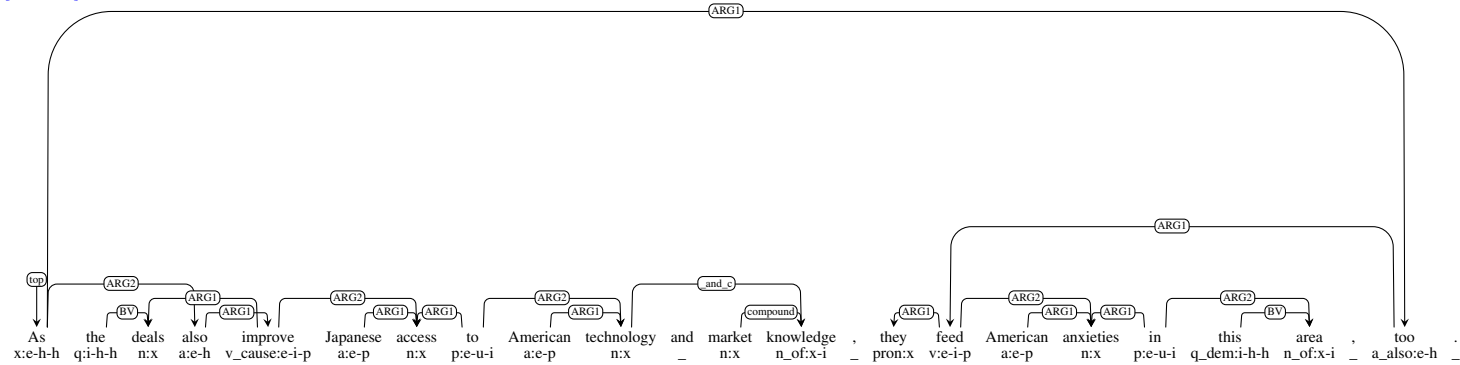 ARG1
ARG1
top
ARG2 ARG1 ARG2 ARG2 _and_c ARG2 ARG2
BV ARG1 ARG1 ARG1 ARG1 compound ARG1 ARG1 ARG1 BV
As the deals also improve Japanese access to American technology and market knowledge , they feed American anxieties in this area , too .
x:e-h-h q:i-h-h n:x a:e-h v_cause:e-i-p a:e-p n:x p:e-u-i a:e-p n:x _ n:x n_of:x-i _ pron:x v:e-i-p a:e-p n:x p:e-u-i q_dem:i-h-h n_of:x-i _ a_also:e-h _